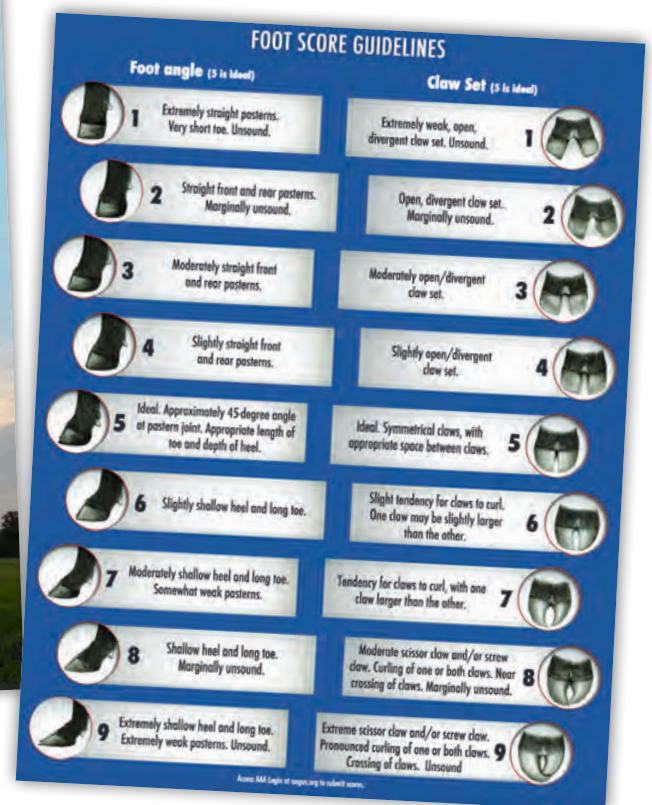 FOOT SCORE GUIDELINES
Foot angle (5 is ideal)
1
Extremely straight pasterns.
Very short toe. Unsound.
2
Straight front and rear pasterns.
Marginally unsound.
3
Moderately straight front
and rear pasterns.
4
Slightly straight front
and rear pasterns.
5
Ideal. Approximately 45-degree angle
at pastern joint. Appropriate length of
toe and depth of heel.
6
Slightly shallow heel and long toe.
7
Moderately shallow heel and long toe.
Somewhat weak pasterns.
8
Shallow heel and long toe.
Marginally unsound.
9
Extremely shallow heel and long toe.
Extremely weak pasterns. Unsound.
Claw Set (5 is ideal)
Extremely weak, open,
divergent claw set. Unsound.
1
Open, divergent claw set.
Marginally unsound.
2
Moderately open/divergent
claw set.
3
Slightly open/divergent
claw set.
4
Ideal. Symmetrical claws, with
appropriate space between claws.
5
Slight tendency for claws to curl.
One claw may be slightly larger
than the other.
6
Tendency for claws to curl, with one
claw larger than the other.
7
Moderate scissor claw and/or screw
claw. Curling of one or both claws. Near
crossing of claws. Marginally unsound.
8
Extreme scissor claw and/or screw claw.
Pronounced curling of one or both claws.
Crossing of claws. Unsound
9
Access AAA Login at angus.org to submit scores.